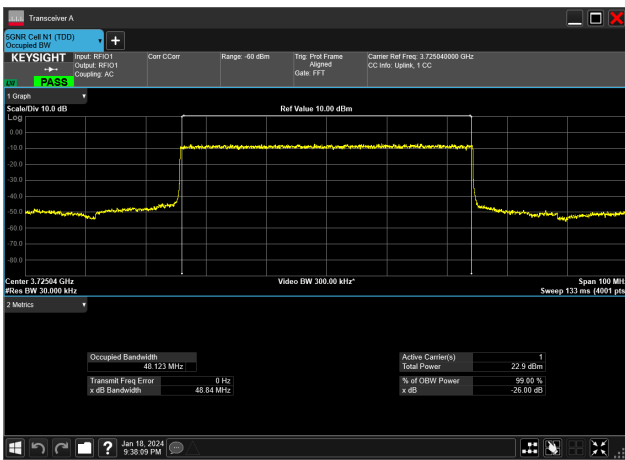 Transceiver A
5GNR Cell N1 (TDD)
Occupied BW
KEYSIGHT
LV
PASS
Input: RFIO1
Output: RFIO1
Coupling: AC
Corr CCorr
Range: -60 dBm
Trig: Prot Frame
Aligned
Gate: FFT
Carrier Ref Freq: 3.725040000 GHz
CC Info: Uplink, 1 CC
1 Graph
Scale/Div 10.0 dB
Ref Value 10.00 dBm
Log
0.00
-10.0
-20.0
-30.0
-40.0
-50.0
-60.0
-70.0
-80.0
Center 3.72504 GHz
Video BW 300.00 kHz*
Span 100 MHz
#Res BW 30.000 kHz
Sweep 133 ms (4001 pts
2 Metrics
Occupied Bandwidth
48.123 MHz
Transmit Freq Error 0 Hz
x dB Bandwidth 48.84 MHz
Active Carrier(s) 1
Total Power 22.9 dBm
% of OBW Power 99.00 %
x dB -26.00 dB
Jan 18, 2024
9:38:09 PM